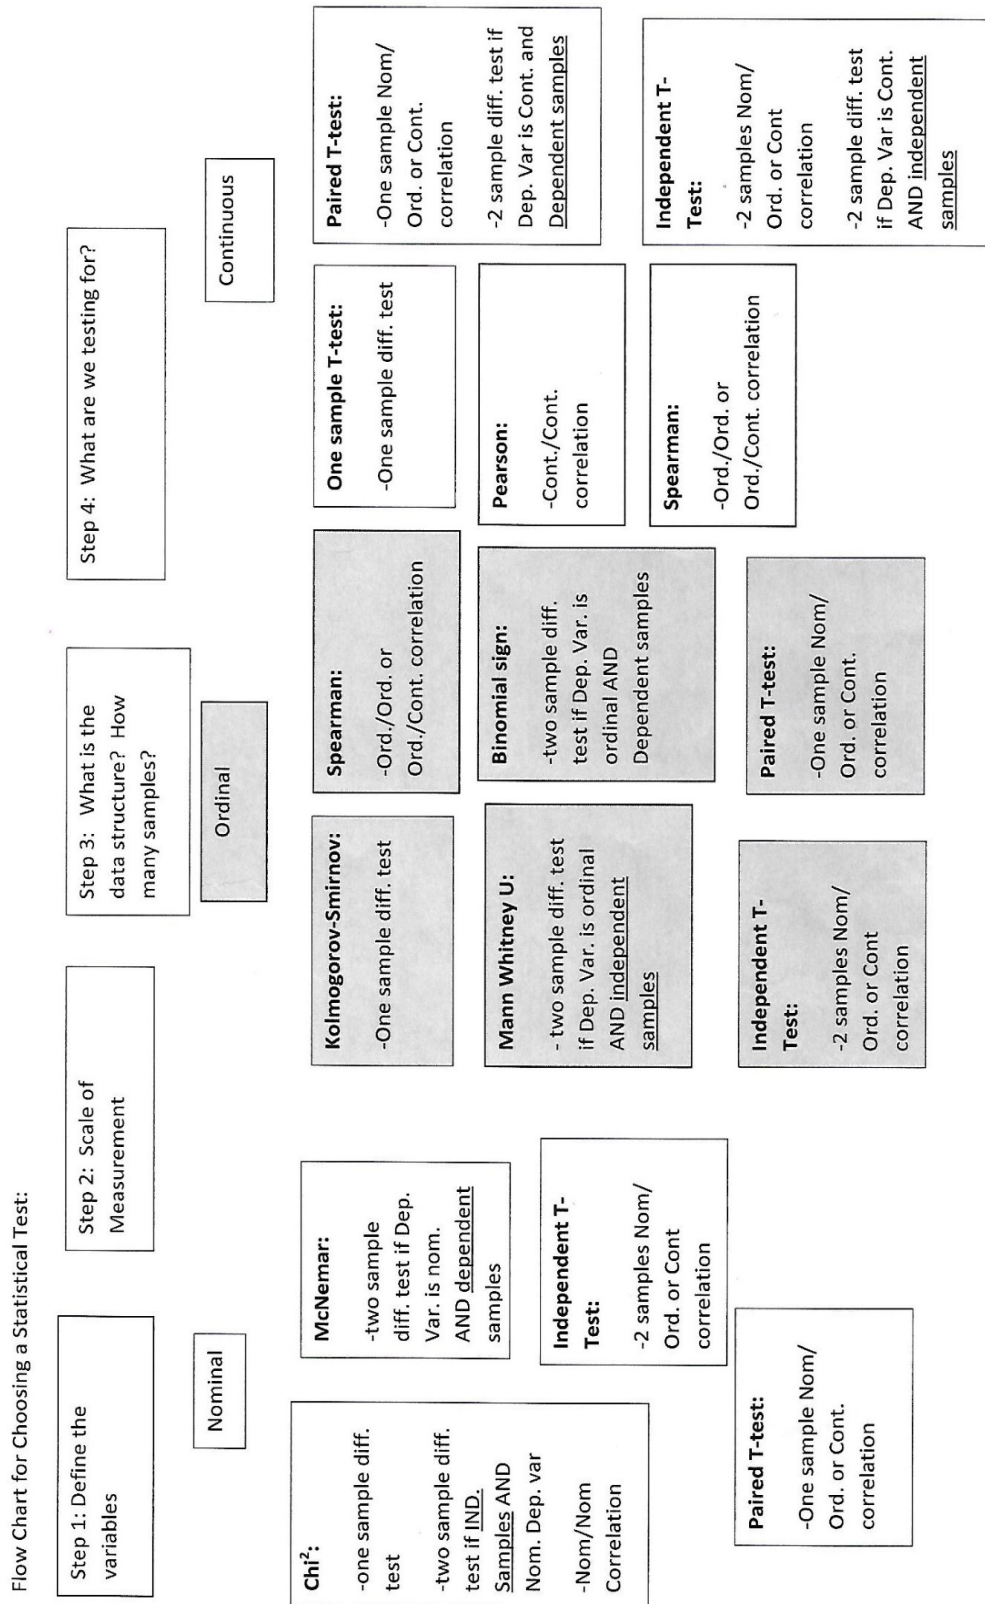 Flow Chart for Choosing a Statistical Test:
Step 1: Define the
variables
Step 2: Scale of
Measurement
Step 3: What is the
data structure? How
many samples?
Step 4: What are we testing for?
Nominal
Ordinal
Continuous
Chi²:
-one sample diff.
test
-two sample diff.
test if IND.
Samples AND
Nom. Dep. var
-Nom/Nom
Correlation
McNemar:
-two sample
diff. test if Dep.
Var. is nom.
AND dependent
samples
Independent T-
Test:
-2 samples Nom/
Ord. or Cont
correlation
Paired T-test:
-One sample Nom/
Ord. or Cont.
correlation
Kolmogorov-Smirnov:
-One sample diff. test
Mann Whitney U:
- two sample diff. test
if Dep. Var. is ordinal
AND independent
samples
Independent T-
Test:
-2 samples Nom/
Ord. or Cont
correlation
Spearman:
-Ord./Ord. or
Ord./Cont. correlation
Binomial sign:
-two sample diff.
test if Dep. Var. is
ordinal AND
Dependent samples
Paired T-test:
-One sample Nom/
Ord. or Cont.
correlation
One sample T-test:
-One sample diff. test
Pearson:
-Cont./Cont.
correlation
Spearman:
-Ord./Ord. or
Ord./Cont. correlation
Paired T-test:
-One sample Nom/
Ord. or Cont.
correlation
-2 sample diff. test if
Dep. Var is Cont. and
Dependent samples
Independent T-
Test:
-2 samples Nom/
Ord. or Cont
correlation
-2 sample diff. test
if Dep. Var is Cont.
AND independent
samples